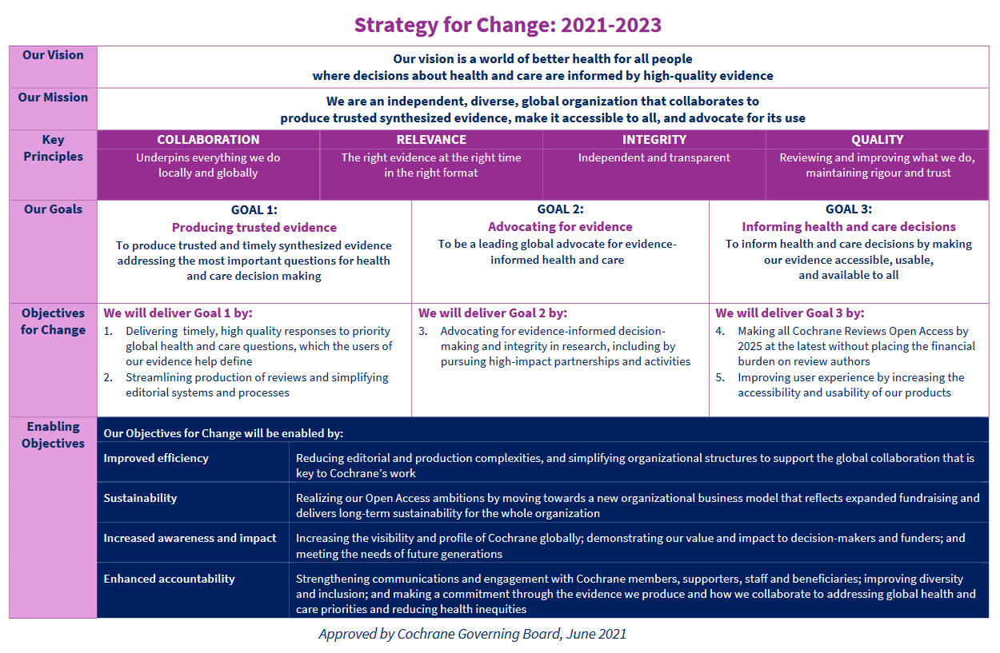 Strategy for Change: 2021-2023
Our Vision
Our vision is a world of better health for all people
where decisions about health and care are informed by high-quality evidence
Our Mission
We are an independent, diverse, global organization that collaborates to
produce trusted synthesized evidence, make it accessible to all, and advocate for its use
Key
Principles
COLLABORATION
Underpins everything we do
locally and globally
RELEVANCE
The right evidence at the right time
in the right format
INTEGRITY
Independent and transparent
QUALITY
Reviewing and improving what we do,
maintaining rigour and trust
Our Goals
GOAL 1:
Producing trusted evidence
To produce trusted and timely synthesized evidence
addressing the most important questions for health
and care decision making
GOAL 2:
Advocating for evidence
To be a leading global advocate for evidence-
informed health and care
GOAL 3:
Informing health and care decisions
To inform health and care decisions by making
our evidence accessible, usable,
and available to all
Objectives
for Change
We will deliver Goal 1 by:
1. Delivering timely, high quality responses to priority
global health and care questions, which the users of
our evidence help define
2. Streamlining production of reviews and simplifying
editorial systems and processes
We will deliver Goal 2 by:
3. Advocating for evidence-informed decision-
making and integrity in research, including by
pursuing high-impact partnerships and activities
We will deliver Goal 3 by:
4. Making all Cochrane Reviews Open Access by
2025 at the latest without placing the financial
burden on review authors
5. Improving user experience by increasing the
accessibility and usability of our products
Enabling
Objectives
Our Objectives for Change will be enabled by:
Improved efficiency
Reducing editorial and production complexities, and simplifying organizational structures to support the global collaboration that is
key to Cochrane's work
Sustainability
Realizing our Open Access ambitions by moving towards a new organizational business model that reflects expanded fundraising and
delivers long-term sustainability for the whole organization
Increased awareness and impact
Increasing the visibility and profile of Cochrane globally; demonstrating our value and impact to decision-makers and funders; and
meeting the needs of future generations
Enhanced accountability
Strengthening communications and engagement with Cochrane members, supporters, staff and beneficiaries; improving diversity
and inclusion; and making a commitment through the evidence we produce and how we collaborate to addressing global health and
care priorities and reducing health inequities
Approved by Cochrane Governing Board, June 2021